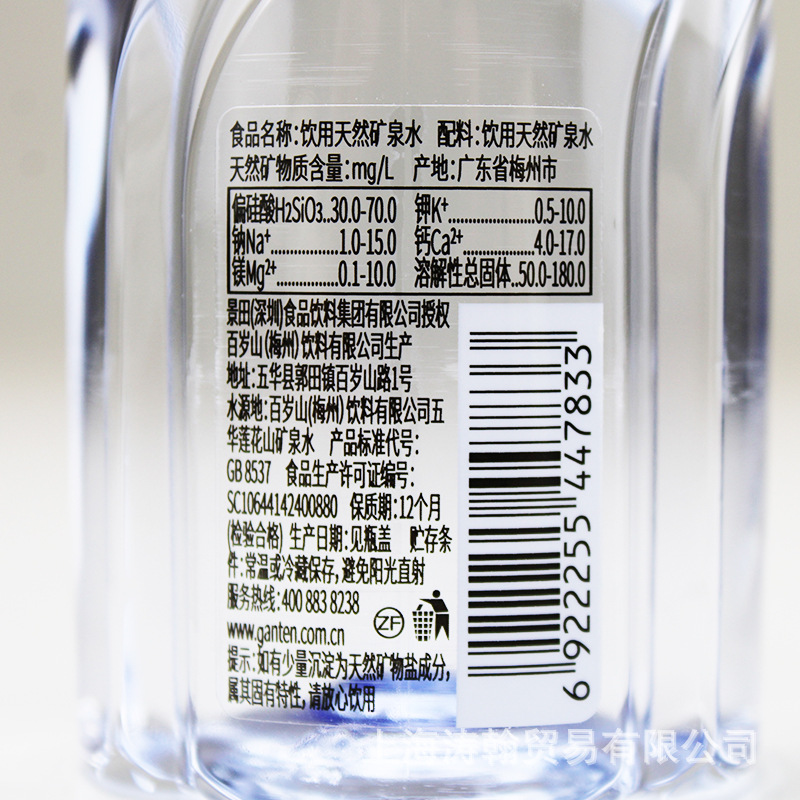 食品名称:饮用天然矿泉水 配料:饮用天然矿泉水
天然矿物质含量:mg/L 产地:广东省梅州市
偏硅酸H2SiO3..30.0-70.0 钾K+......................0.5-10.0
钠Na+..................1.0-15.0 钙Ca2+..................4.0-17.0
镁Mg2+................0.1-10.0 溶解性总固体..50.0-180.0
景田(深圳)食品饮料集团有限公司授权
百岁山(梅州)饮料有限公司生产
地址:五华县郭田镇百岁山路1号
水源地:百岁山(梅州)饮料有限公司五
华莲花山矿泉水 产品标准代号:
GB 8537 食品生产许可证编号:
SC10644142400880 保质期:12个月
(检验合格) 生产日期:见瓶盖 贮存条
件:常温或冷藏保存,避免阳光直射
服务热线:400 883 8238
www.ganten.com.cn
ZF
提示:如有少量沉淀为天然矿物盐成分,
属其固有特性,请放心饮用
6922255447833
上海涛翰贸易有限公司